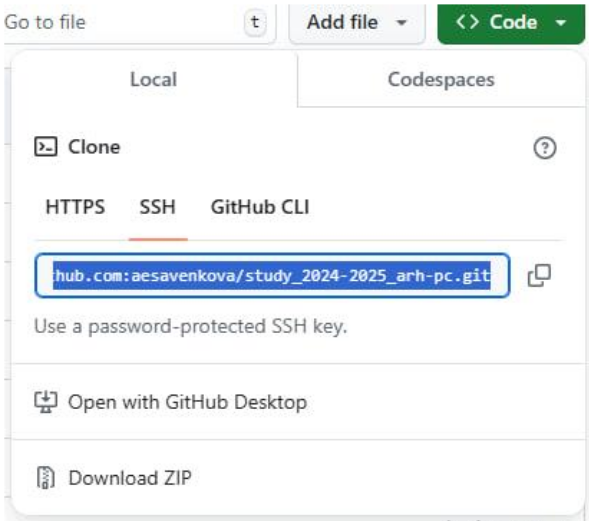 Go to file t Add file <> Code
Local Codespaces
Clone
HTTPS SSH GitHub CLI
hub.com:aesavenkova/study_2024-2025_arh-pc.git
Use a password-protected SSH key.
Open with GitHub Desktop
Download ZIP